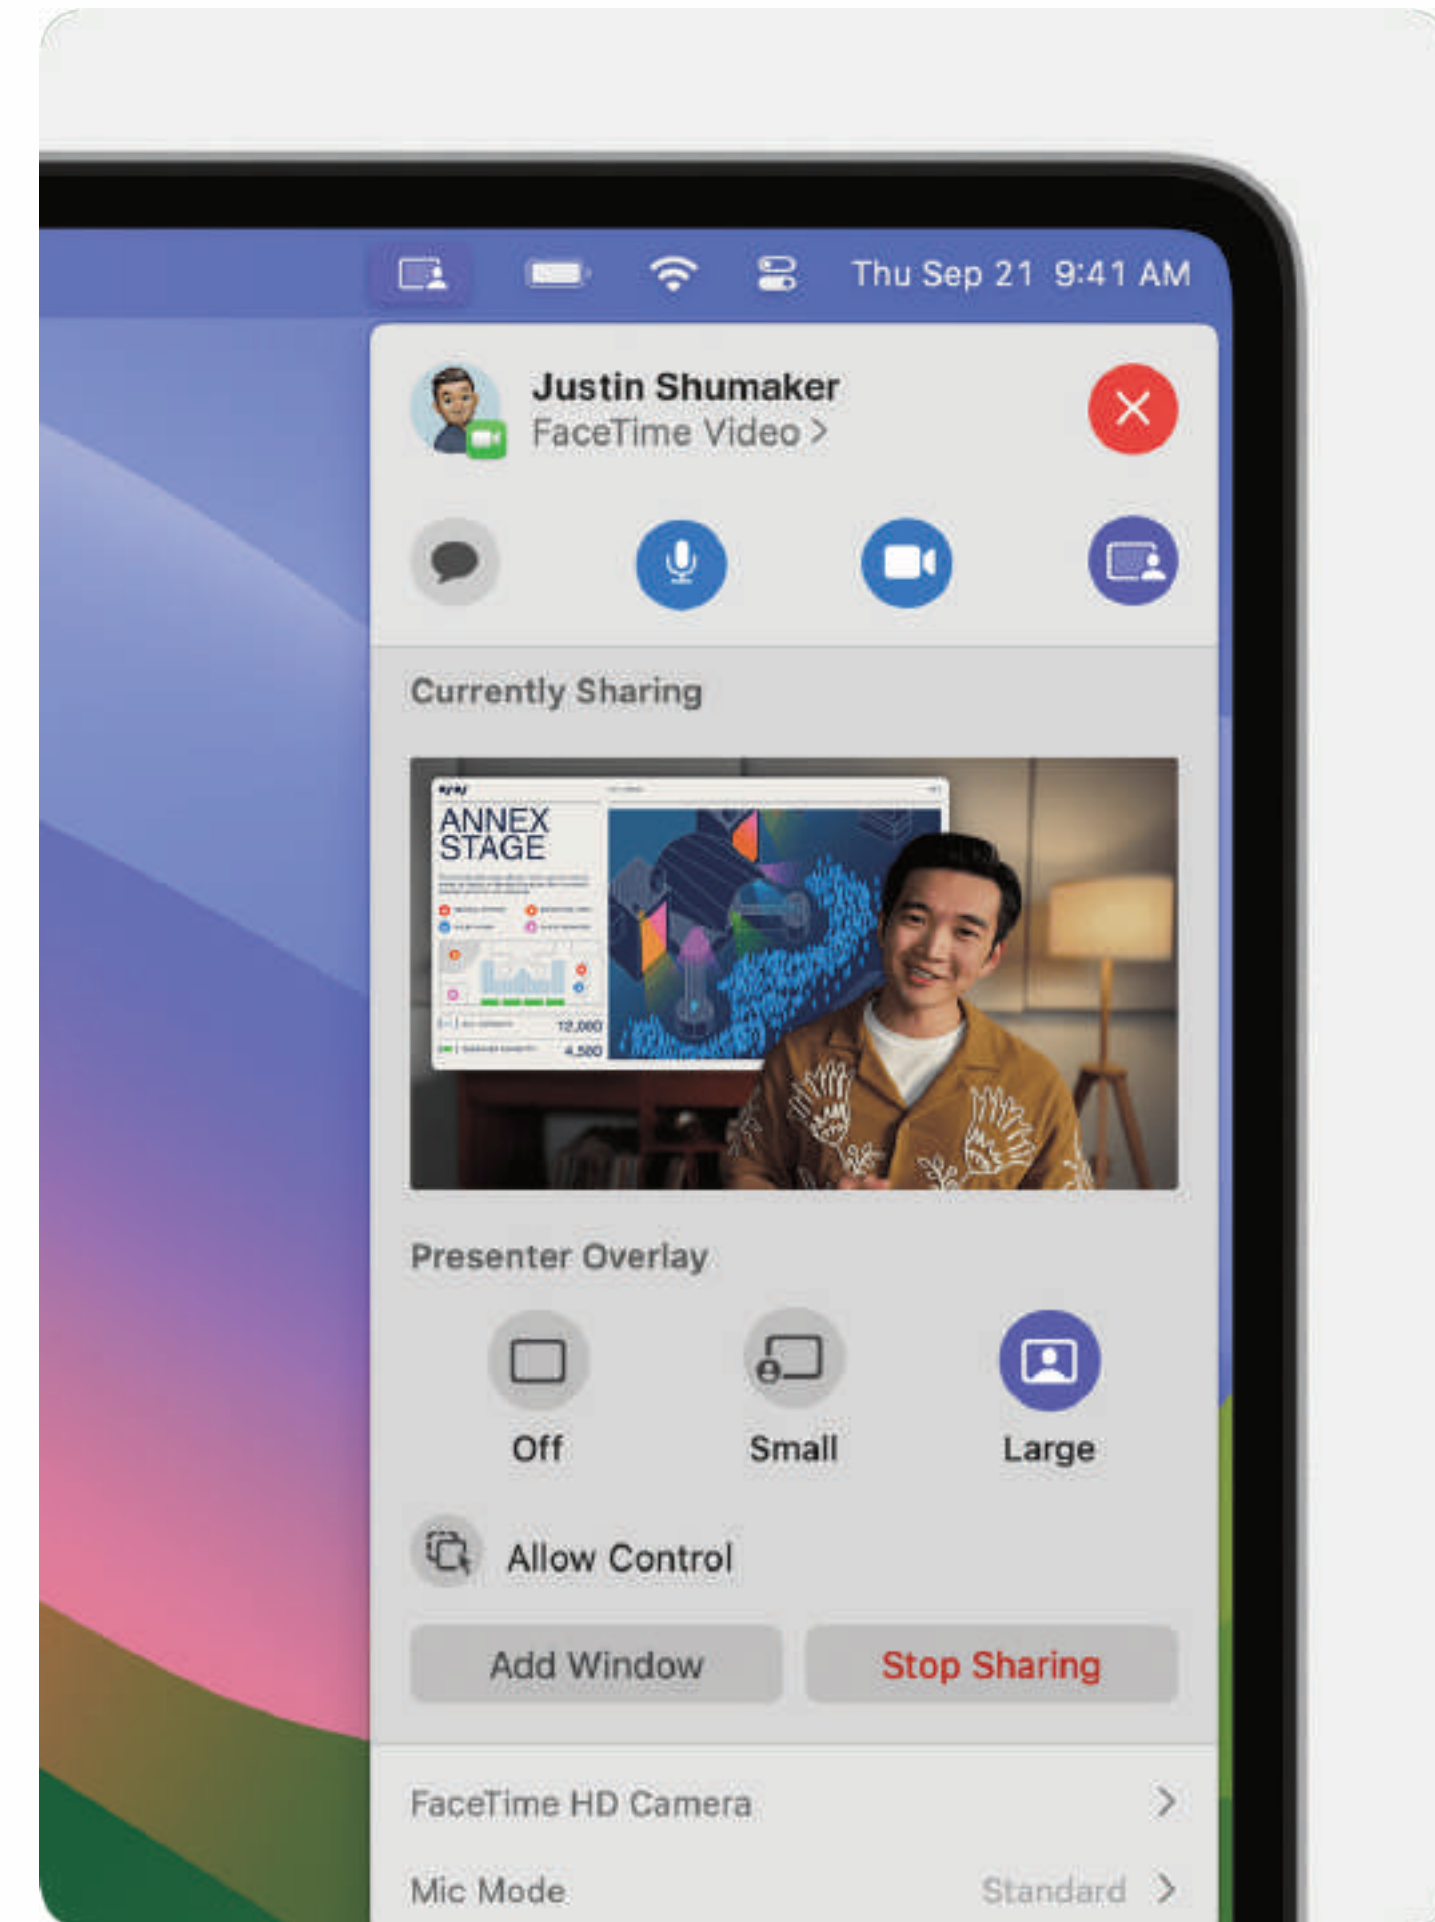 Thu Sep 21 9:41 AM
Justin Shumaker
FaceTime Video >
Currently Sharing
ANNEX
STAGE
12,000
4,500
Presenter Overlay
Off
Small
Large
Allow Control
Add Window
Stop Sharing
FaceTime HD Camera >
Mic Mode
Standard >